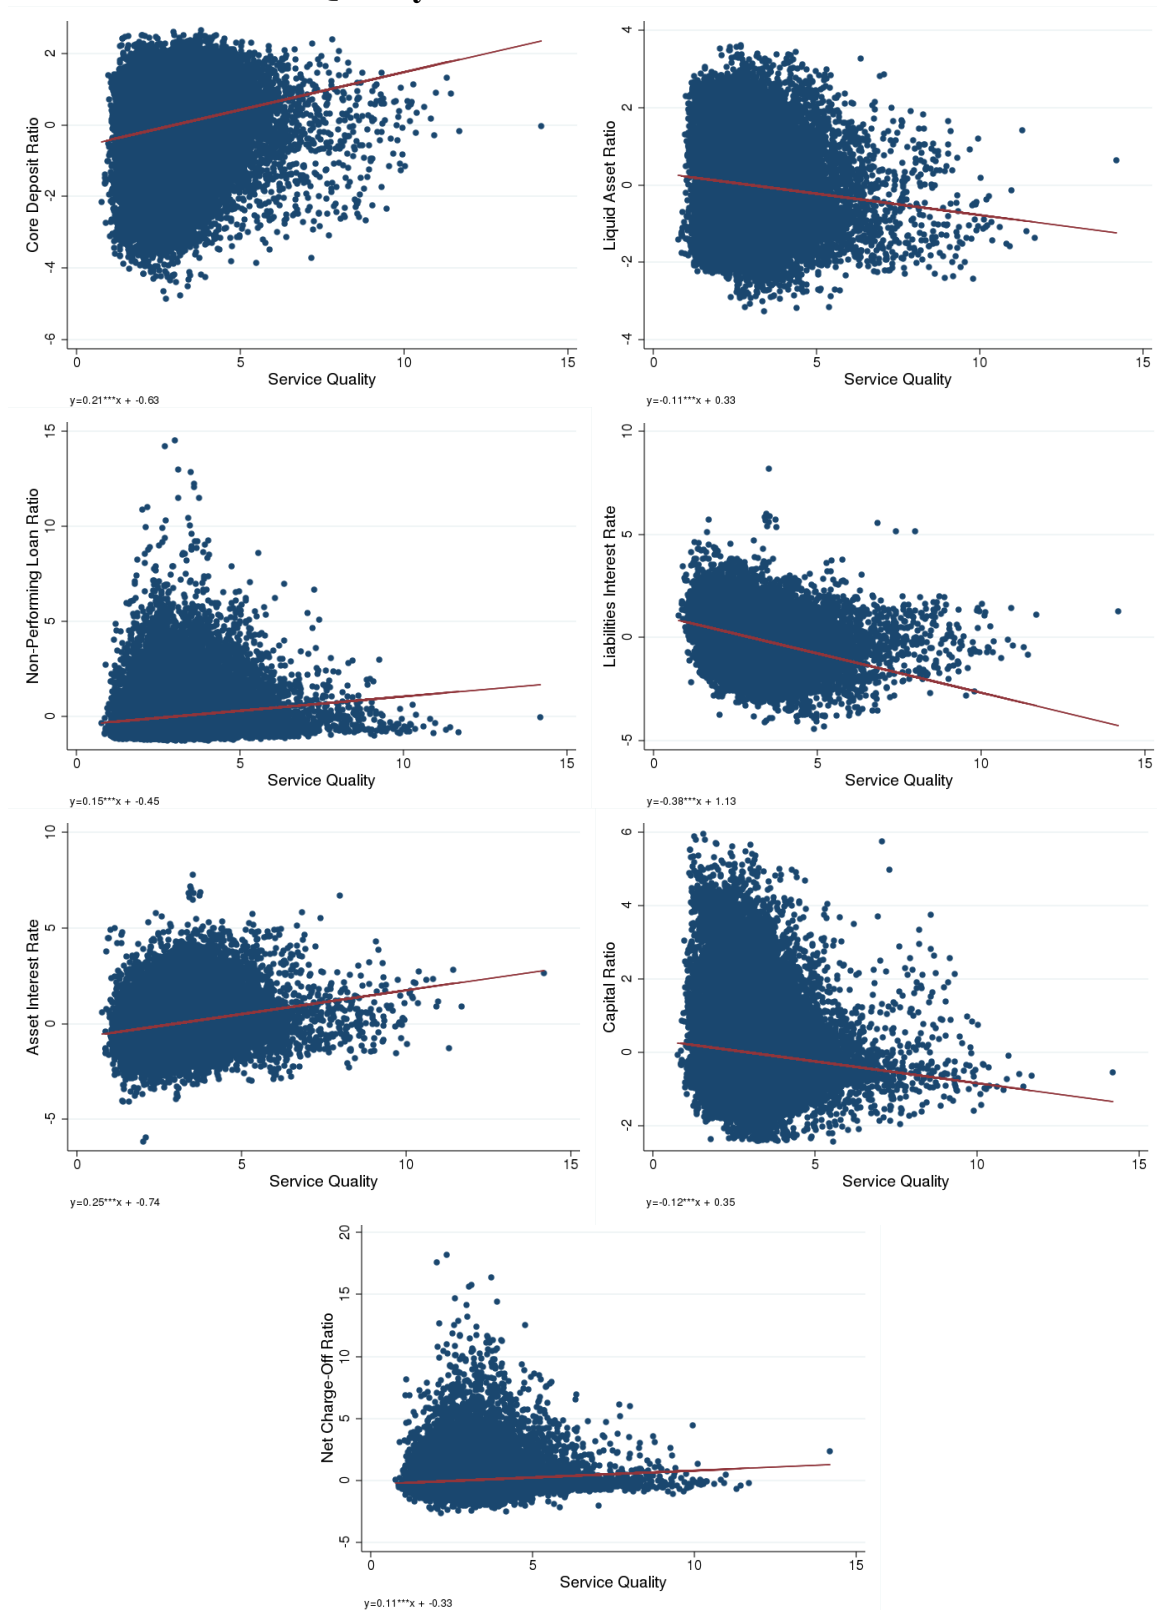 2
0
-2
-4
-6
Core Deposit Ratio
0 5 10 15
Service Quality
y=0.21***x + -0.63
4
2
0
-2
-4
Liquid Asset Ratio
0 5 10 15
Service Quality
y=-0.11***x + 0.33
15
10
5
0
Non-Performing Loan Ratio
0 5 10 15
Service Quality
y=0.15***x + -0.45
10
5
0
-5
Liabilities Interest Rate
0 5 10 15
Service Quality
y=-0.38***x + 1.13
10
5
0
-5
Asset Interest Rate
0 5 10 15
Service Quality
y=0.25***x + -0.74
6
4
2
0
-2
Capital Ratio
0 5 10 15
Service Quality
y=-0.12***x + 0.35
20
15
10
5
0
-5
Net Charge-Off Ratio
0 5 10 15
Service Quality
y=0.11***x + -0.33